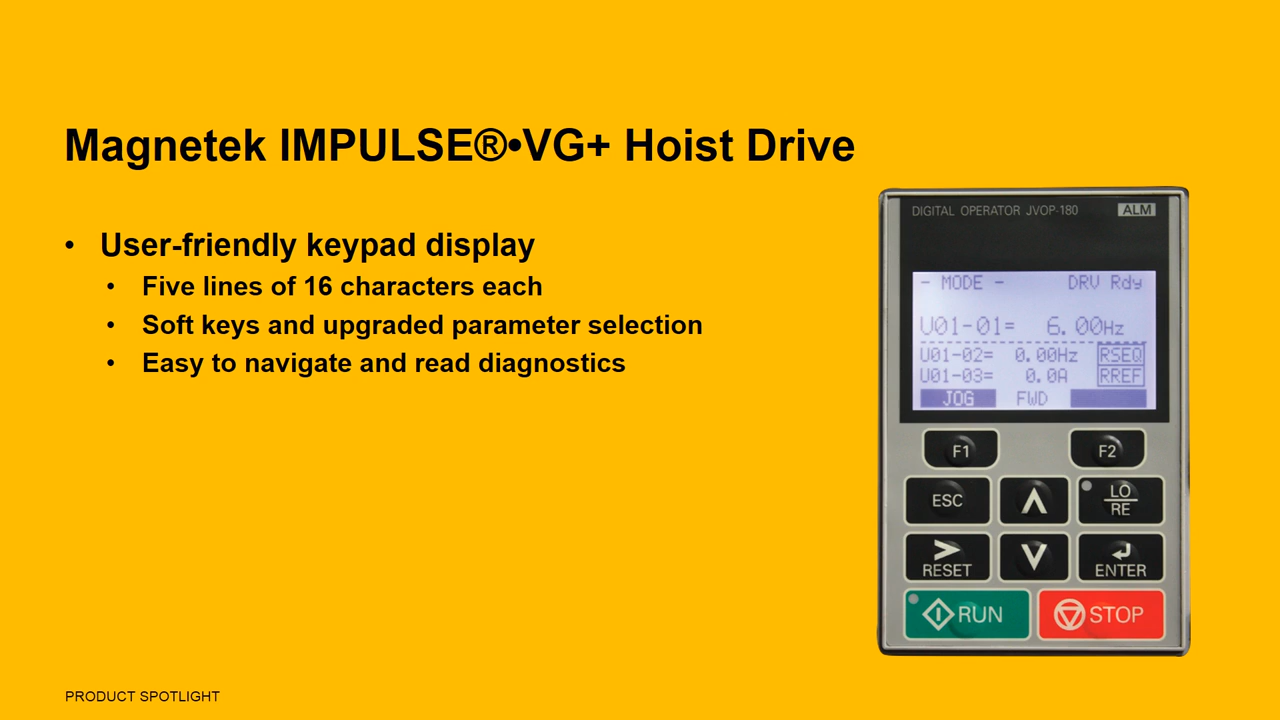 Magnetek IMPULSE®•VG+ Hoist Drive
• User-friendly keypad display
• Five lines of 16 characters each
• Soft keys and upgraded parameter selection
• Easy to navigate and read diagnostics
DIGITAL OPERATOR JVOP-180 ALM
- MODE - DRV Rdy
U01-01= 6.00Hz
U01-02= 0.00Hz RSEQ
U01-03= 0.0A RREF
JOG FWD
F1 F2
ESC LO
RE
RESET ENTER
RUN STOP
PRODUCT SPOTLIGHT